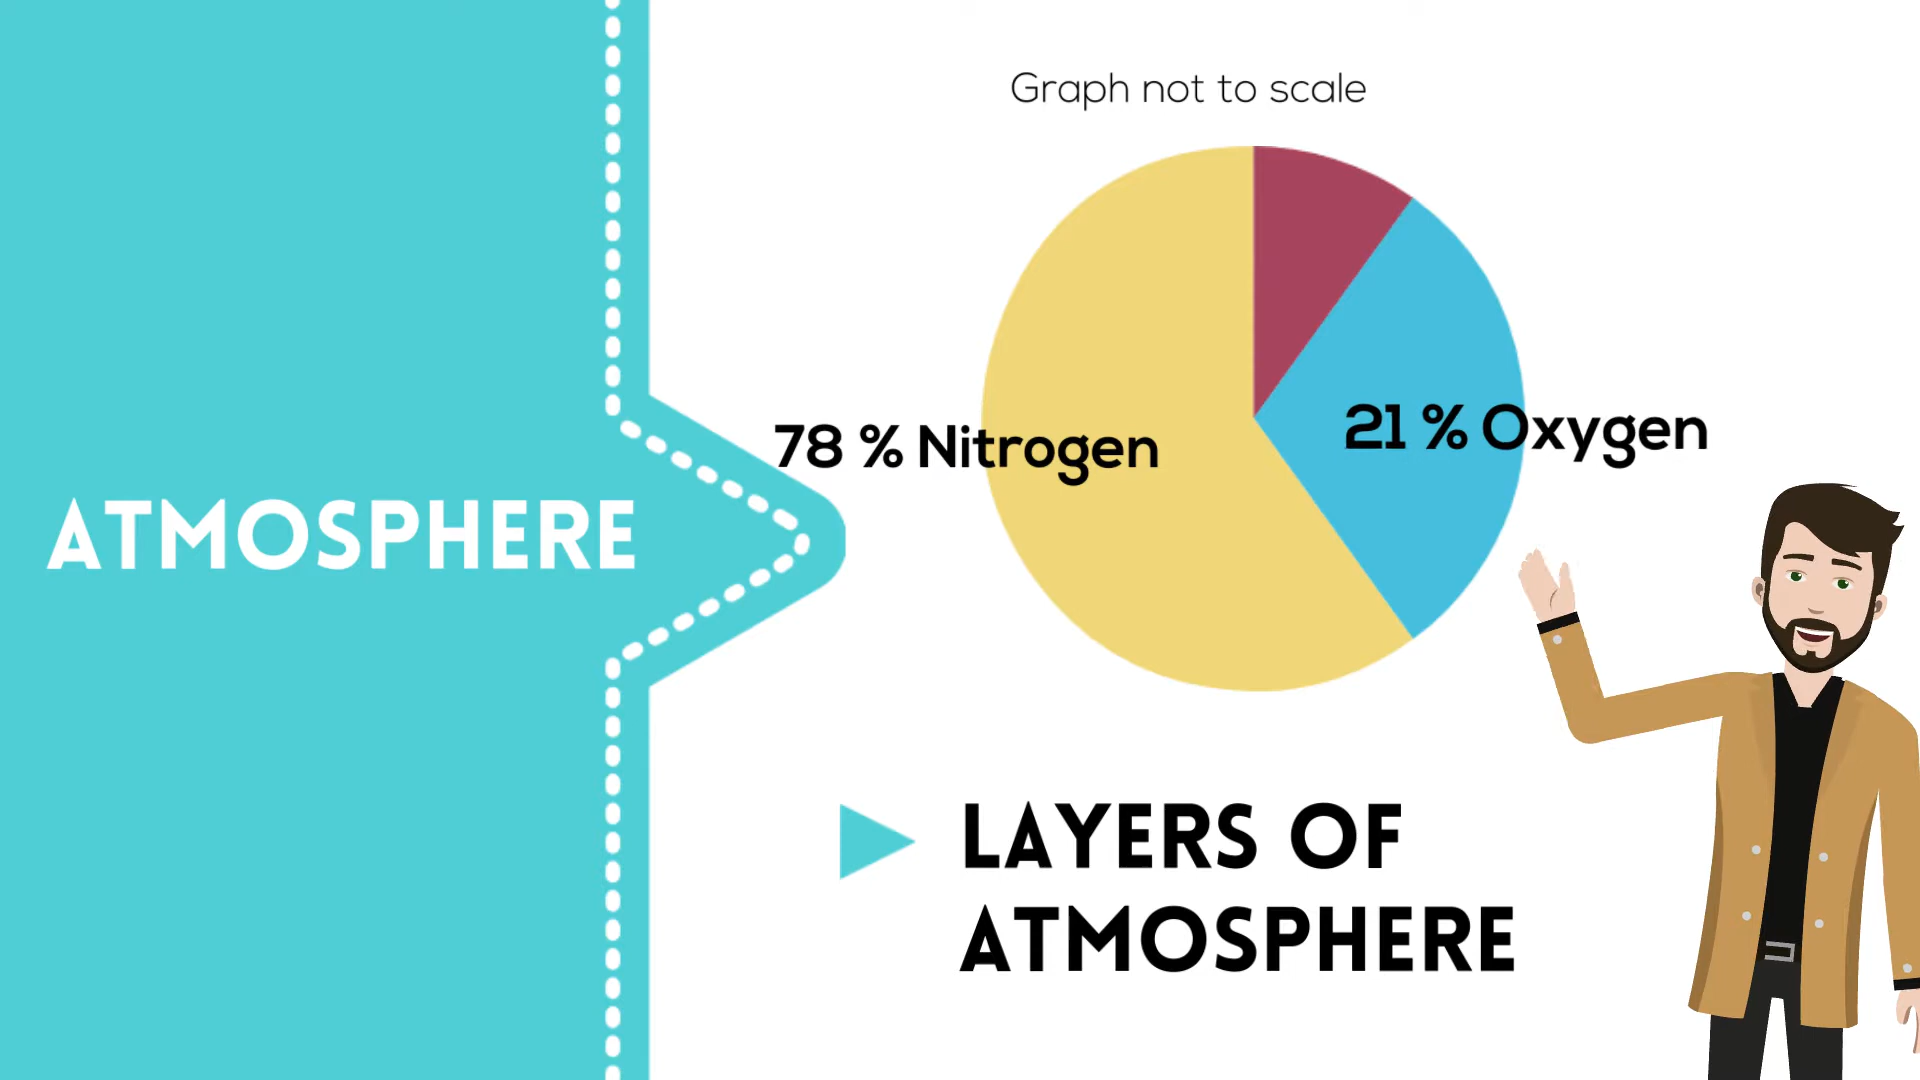 ATMOSPHERE
Graph not to scale
78 % Nitrogen
21 % Oxygen
LAYERS OF
ATMOSPHERE